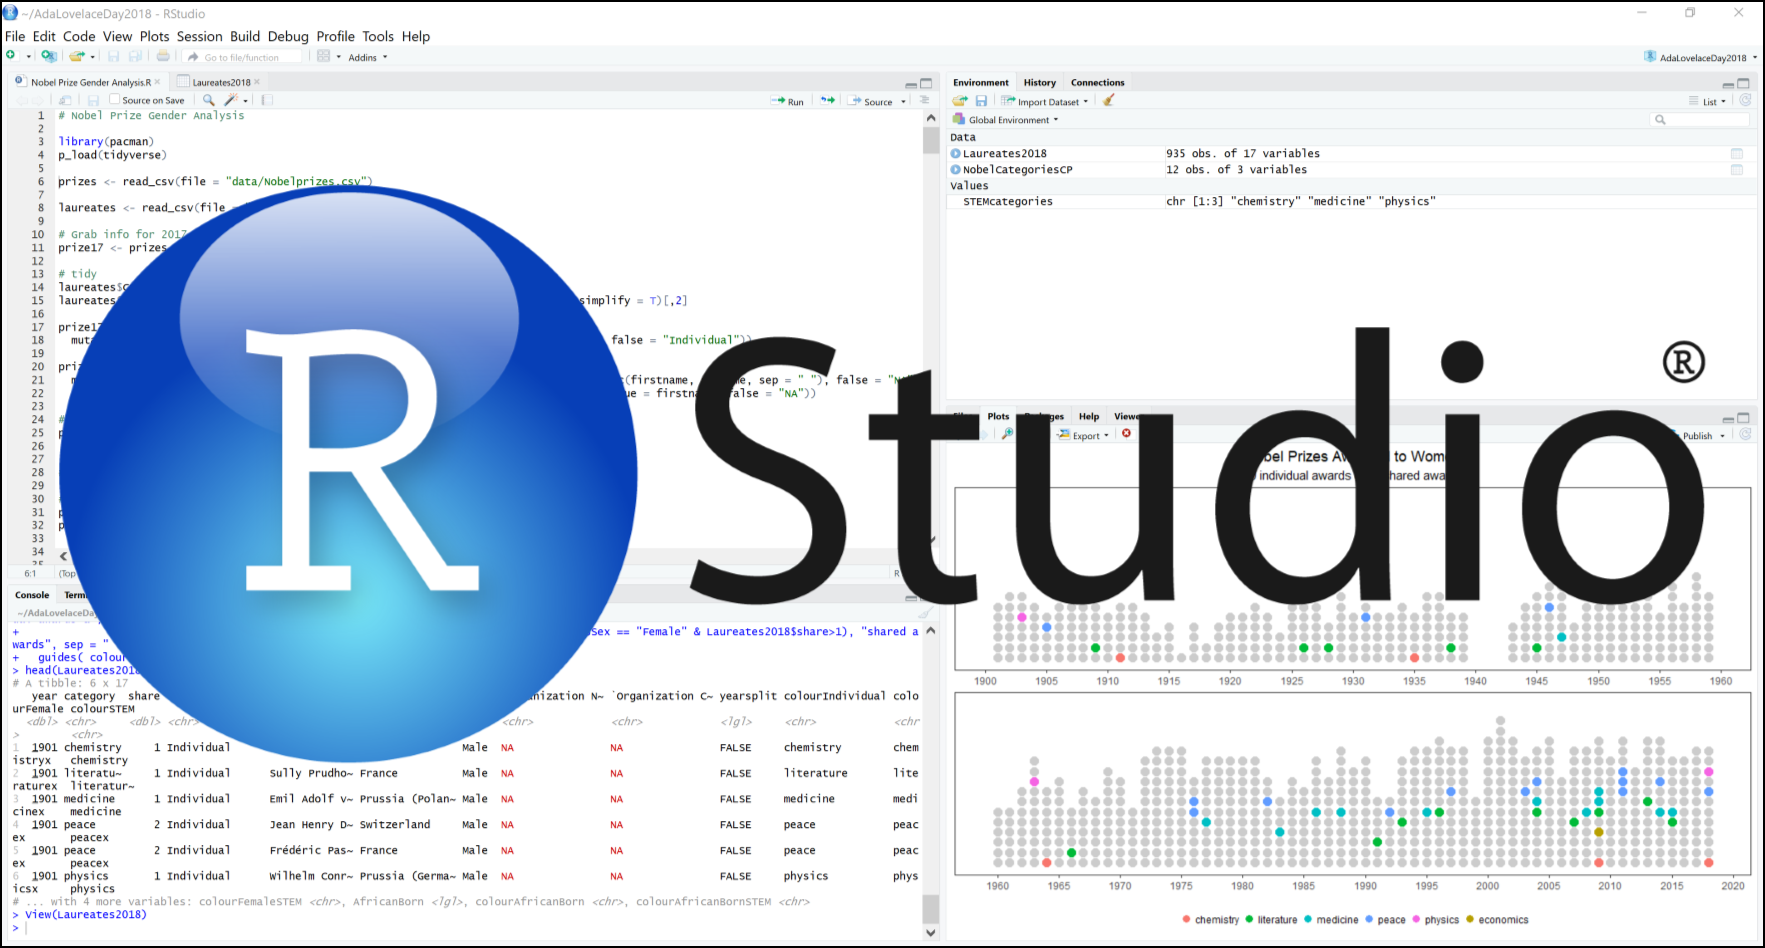 ~/AdaLovelaceDay2018 - RStudio
File Edit Code View Plots Session Build Debug Profile Tools Help
Go to file/function Addins AdaLovelaceDay2018
Nobel Prize Gender Analysis.R Laureates2018
Source on Save Run Source
1 # Nobel Prize Gender Analysis
2
3 library(pacman)
4 p_load(tidyverse)
5
6 prizes <- read_csv(file = "data/Nobelprizes.csv")
7
8 laureates <- read_csv(file
9
10 # Grab info for 2017
11 prize17 <- prizes
12
13 # tidy
14 laureates$c
15 laureates simplify = T)[,2]
16
17 prize17
18 mut false = "Individual"))
19
20 priz
21 (firstname, me, sep = " "), false = "N
22 ue = firstna false = "NA"))
23
24 #
25 p
26
27
28
29
30
31 p
32 p
33
34
35
6:1 (Top
R Studio ®
Environment History Connections
Import Dataset List
Global Environment
Data
Laureates2018 935 obs. of 17 variables
NobelCategoriesCP 12 obs. of 3 variables
Values
STEMcategories chr [1:3] "chemistry" "medicine" "physics"
Plots Help Viewe
Export Publish
bel Prizes Aw to Wome
individual awards hared awa
1900 1905 1910 1915 1920 1925 1930 1935 1940 1945 1950 1955 1960
1960 1965 1970 1975 1980 1985 1990 1995 2000 2005 2010 2015 2020
chemistry literature medicine peace physics economics
Console Term
~/AdaLovelaceDa
+ Sex == "Female" & Laureates2018$share>1), "shared a
wards", sep = "
+ guides( colour
> head(Laureates2018
# A tibble: 6 x 17
year category share nization N~ `Organization C~ yearsplit colourIndividual colo
urFemale colourSTEM
<dbl> <chr> <dbl> <chr> <chr> <chr> <lgl> <chr> <chr
> <chr>
1 1901 chemistry 1 Individual Male NA NA FALSE chemistry chem
istryx chemistry
2 1901 literatu~ 1 Individual Sully Prudho~ France Male NA NA FALSE literature lite
raturex literatur~
3 1901 medicine 1 Individual Emil Adolf v~ Prussia (Polan~ Male NA NA FALSE medicine medi
cinex medicine
4 1901 peace 2 Individual Jean Henry D~ Switzerland Male NA NA FALSE peace peac
ex peacex
5 1901 peace 2 Individual Frédéric Pas~ France Male NA NA FALSE peace peac
ex peacex
6 1901 physics 1 Individual Wilhelm Conr~ Prussia (Germa~ Male NA NA FALSE physics phys
icsx physics
# ... with 4 more variables: colourFemaleSTEM <chr>, AfricanBorn <lgl>, colourAfricanBorn <chr>, colourAfricanBornSTEM <chr>
> View(Laureates2018)
>